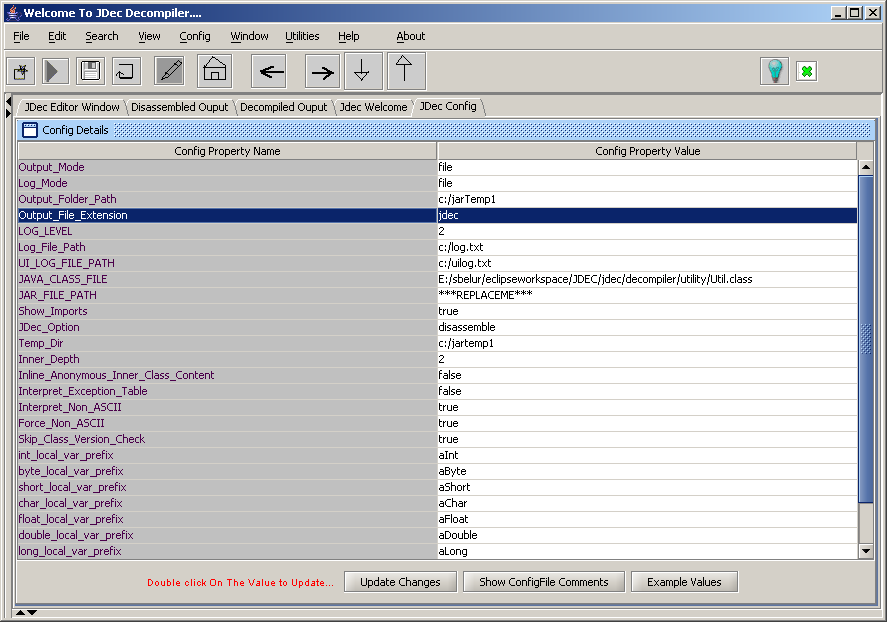 Welcome To JDec Decompiler....
File Edit Search View Config Window Utilities Help About
JDec Editor Window Disassembled Ouput Decompiled Ouput Jdec Welcome JDec Config
Config Details
Config Property Name Config Property Value
Output_Mode file
Log_Mode file
Output_Folder_Path c:/jarTemp1
Output_File_Extension jdec
LOG_LEVEL 2
Log_File_Path c:/log.txt
UI_LOG_FILE_PATH c:/uilog.txt
JAVA_CLASS_FILE E:/sbelur/eclipseworkspace/JDEC/jdec/decompiler/utility/Util.class
JAR_FILE_PATH ***REPLACEME***
Show_Imports true
JDec_Option disassemble
Temp_Dir c:/jartemp1
Inner_Depth 2
Inline_Anonymous_Inner_Class_Content false
Interpret_Exception_Table false
Interpret_Non_ASCII true
Force_Non_ASCII true
Skip_Class_Version_Check true
int_local_var_prefix aInt
byte_local_var_prefix aByte
short_local_var_prefix aShort
char_local_var_prefix aChar
float_local_var_prefix aFloat
double_local_var_prefix aDouble
long_local_var_prefix aLong
Double click On The Value to Update... Update Changes Show ConfigFile Comments Example Values